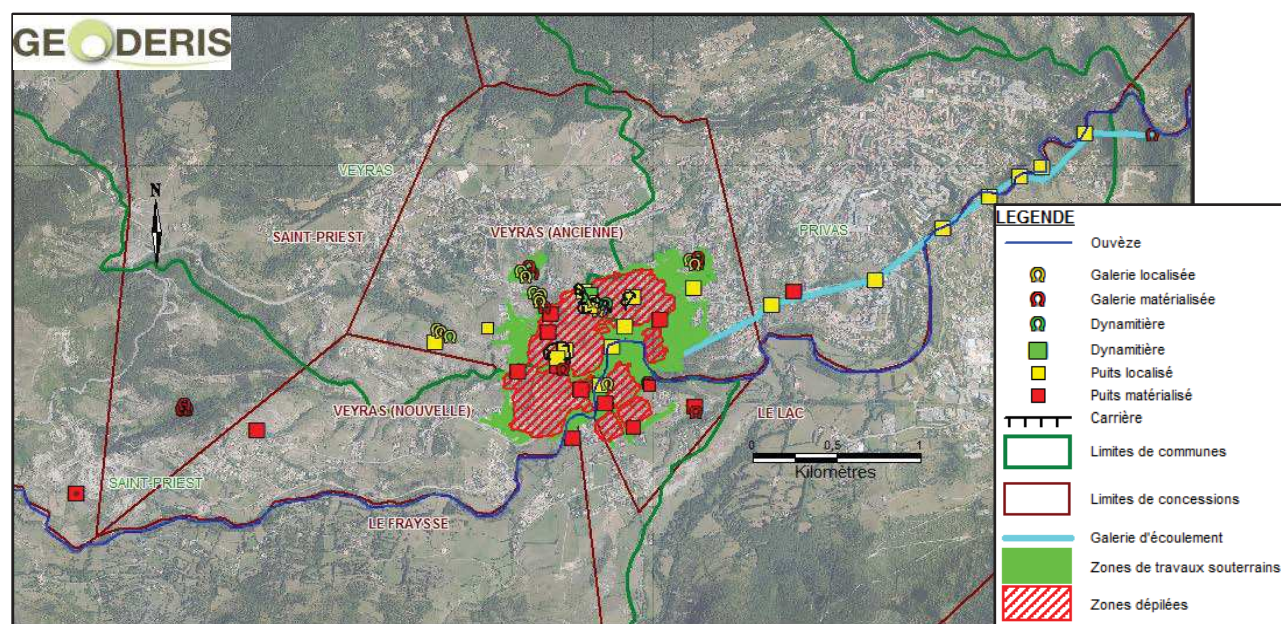 GEODERIS
VEYRAS
N
SAINT-PRIEST
VEYRAS (ANCIENNE)
PRIVAS
VEYRAS (NOUVELLE)
LE LAC
SAINT-PRIEST
LE FRAYSSE
0 0,5 1
Kilomètres
LEGENDE
Ouvèze
Galerie localisée
Galerie matérialisée
Dynamitière
Dynamitière
Puits localisé
Puits matérialisé
Carrière
Limites de communes
Limites de concessions
Galerie d'écoulement
Zones de travaux souterrains
Zones dépilées